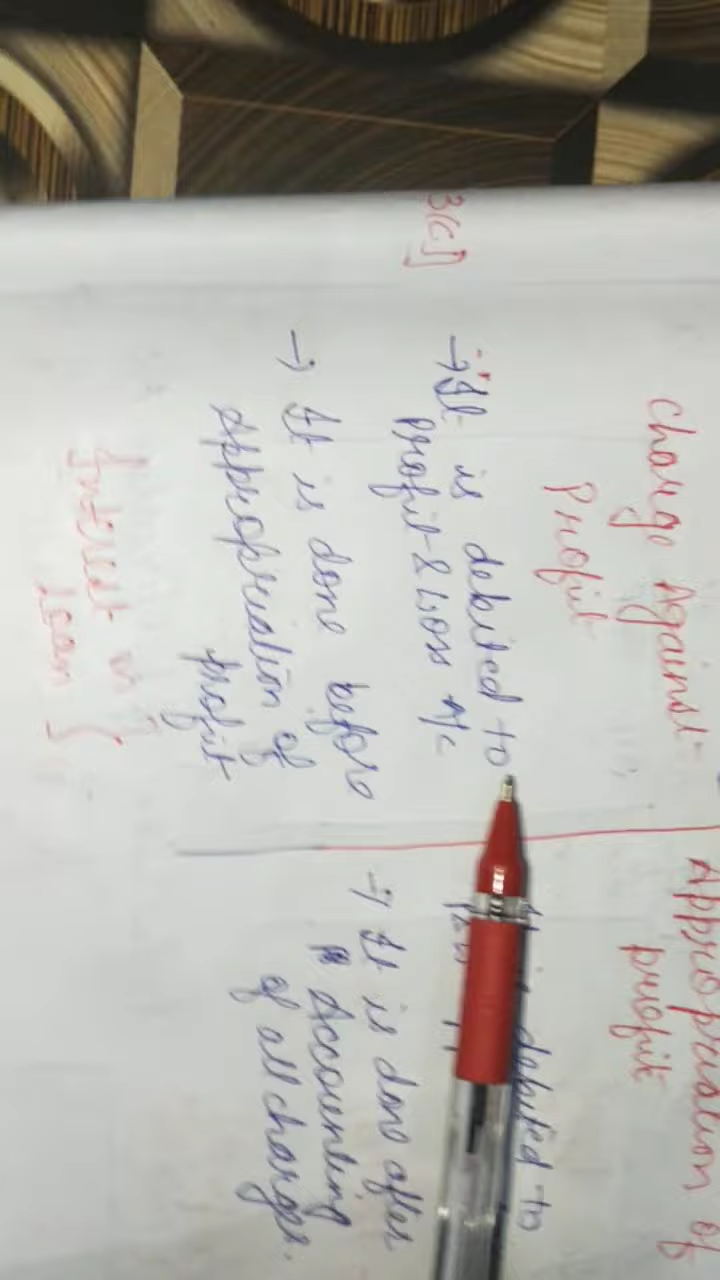 3(c)]
Charge Against
Profit
→ It is debited to
Profit & Loss A/c
→ It is done before
Appropriation of
profit
Interest on
loan }
Appropriation of
profit
debited to
→ It is done after
Accounting
of all charges.